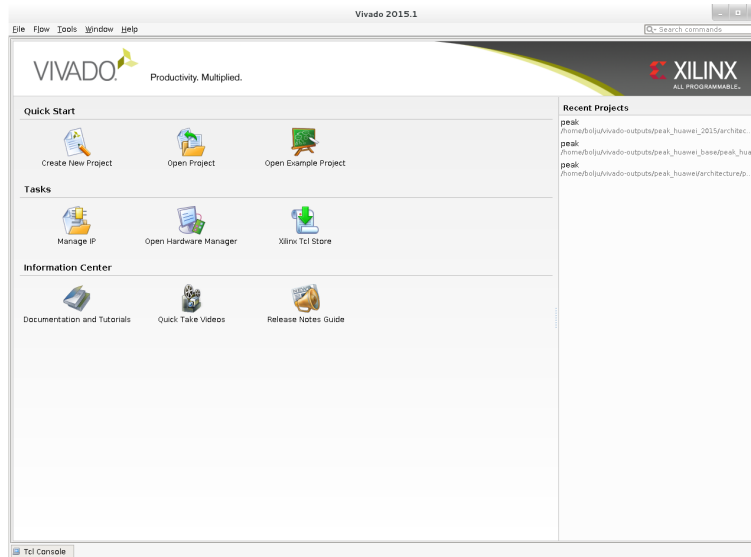 Vivado 2015.1
File Flow Tools Window Help
Search commands
VIVADO. Productivity. Multiplied.
XILINX
ALL PROGRAMMABLE.
Quick Start
Create New Project Open Project Open Example Project
Tasks
Manage IP Open Hardware Manager Xilinx Tcl Store
Information Center
Documentation and Tutorials Quick Take Videos Release Notes Guide
Recent Projects
peak
/home/bolju/vivado-outputs/peak_huawei_2015/architec...
peak
/home/bolju/vivado-outputs/peak_huawei_base/peak_hua
peak
/home/bolju/vivado-outputs/peak_huawei/architecture/p...
Tcl Console